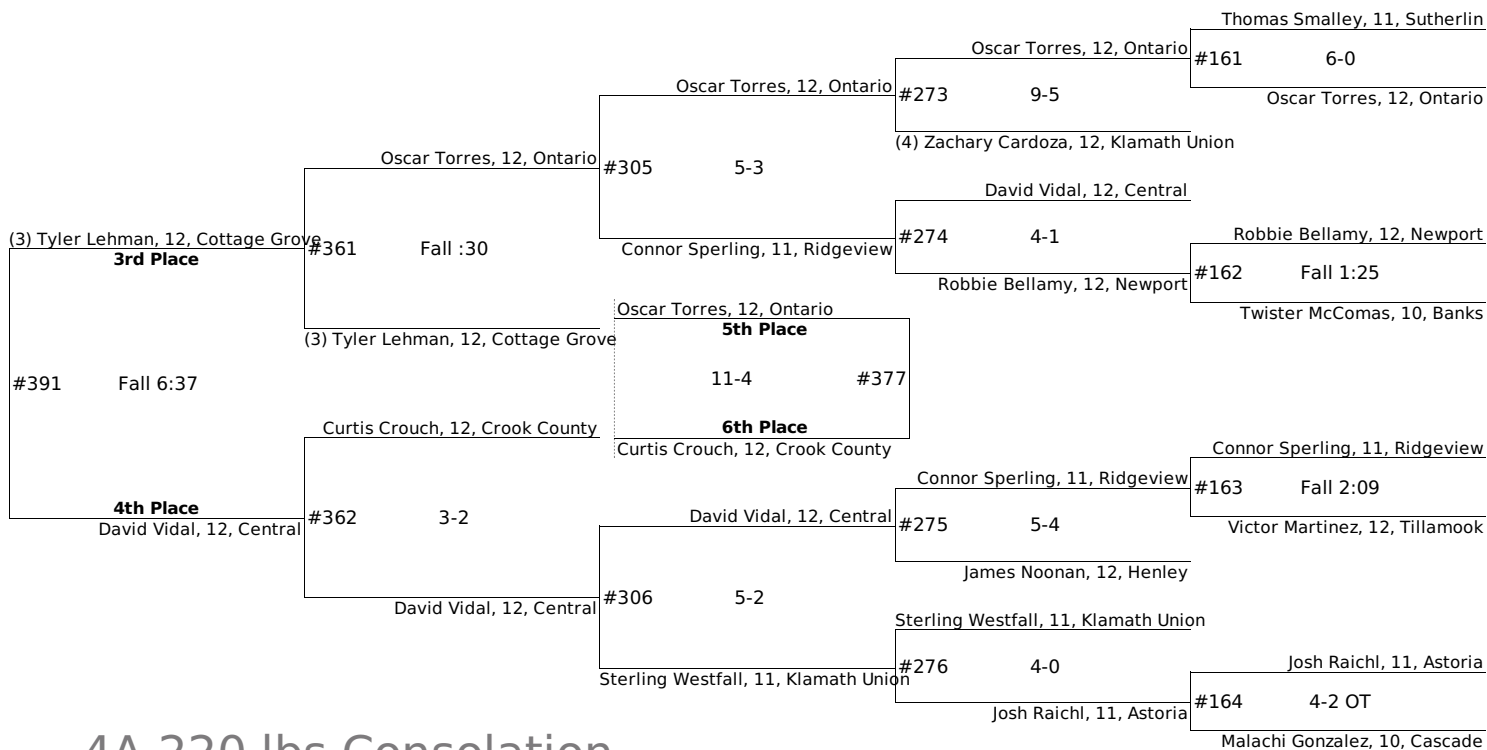 Thomas Smalley, 11, Sutherlin
Oscar Torres, 12, Ontario
#161 6-0
Oscar Torres, 12, Ontario
Oscar Torres, 12, Ontario
#273 9-5
(4) Zachary Cardoza, 12, Klamath Union
Oscar Torres, 12, Ontario
#305 5-3
David Vidal, 12, Central
Robbie Bellamy, 12, Newport
#274 4-1
Connor Sperling, 11, Ridgeview
#162 Fall 1:25
Robbie Bellamy, 12, Newport
Twister McComas, 10, Banks
(3) Tyler Lehman, 12, Cottage Grove
3rd Place
#361 Fall :30
Oscar Torres, 12, Ontario
5th Place
(3) Tyler Lehman, 12, Cottage Grove
11-4 #377
#391 Fall 6:37
6th Place
Curtis Crouch, 12, Crook County
Curtis Crouch, 12, Crook County
Connor Sperling, 11, Ridgeview
Connor Sperling, 11, Ridgeview
#163 Fall 2:09
4th Place
David Vidal, 12, Central
#362 3-2
David Vidal, 12, Central
#275 5-4
Victor Martinez, 12, Tillamook
James Noonan, 12, Henley
David Vidal, 12, Central
#306 5-2
Sterling Westfall, 11, Klamath Union
#276 4-0
Josh Raichl, 11, Astoria
Sterling Westfall, 11, Klamath Union
#164 4-2 OT
Josh Raichl, 11, Astoria
Malachi Gonzalez, 10, Cascade
4A 220 lbs Consolation